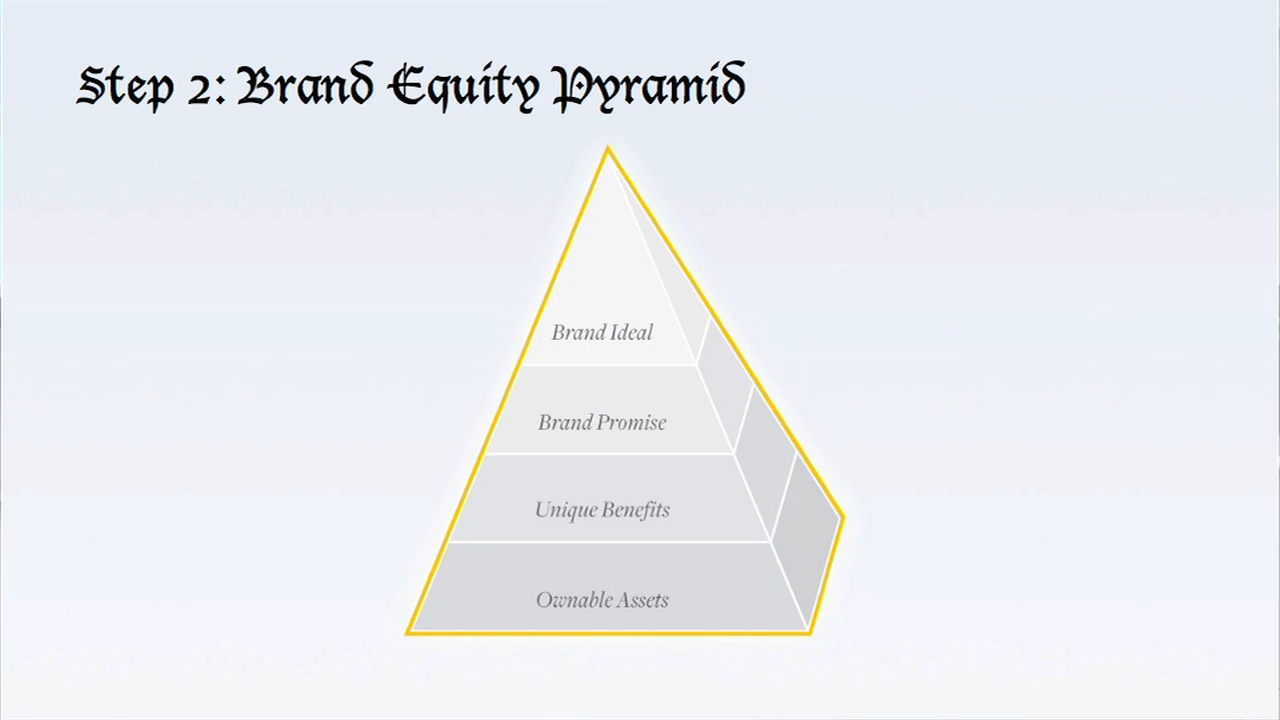 Step 2: Brand Equity Pyramid
Brand Ideal
Brand Promise
Unique Benefits
Ownable Assets